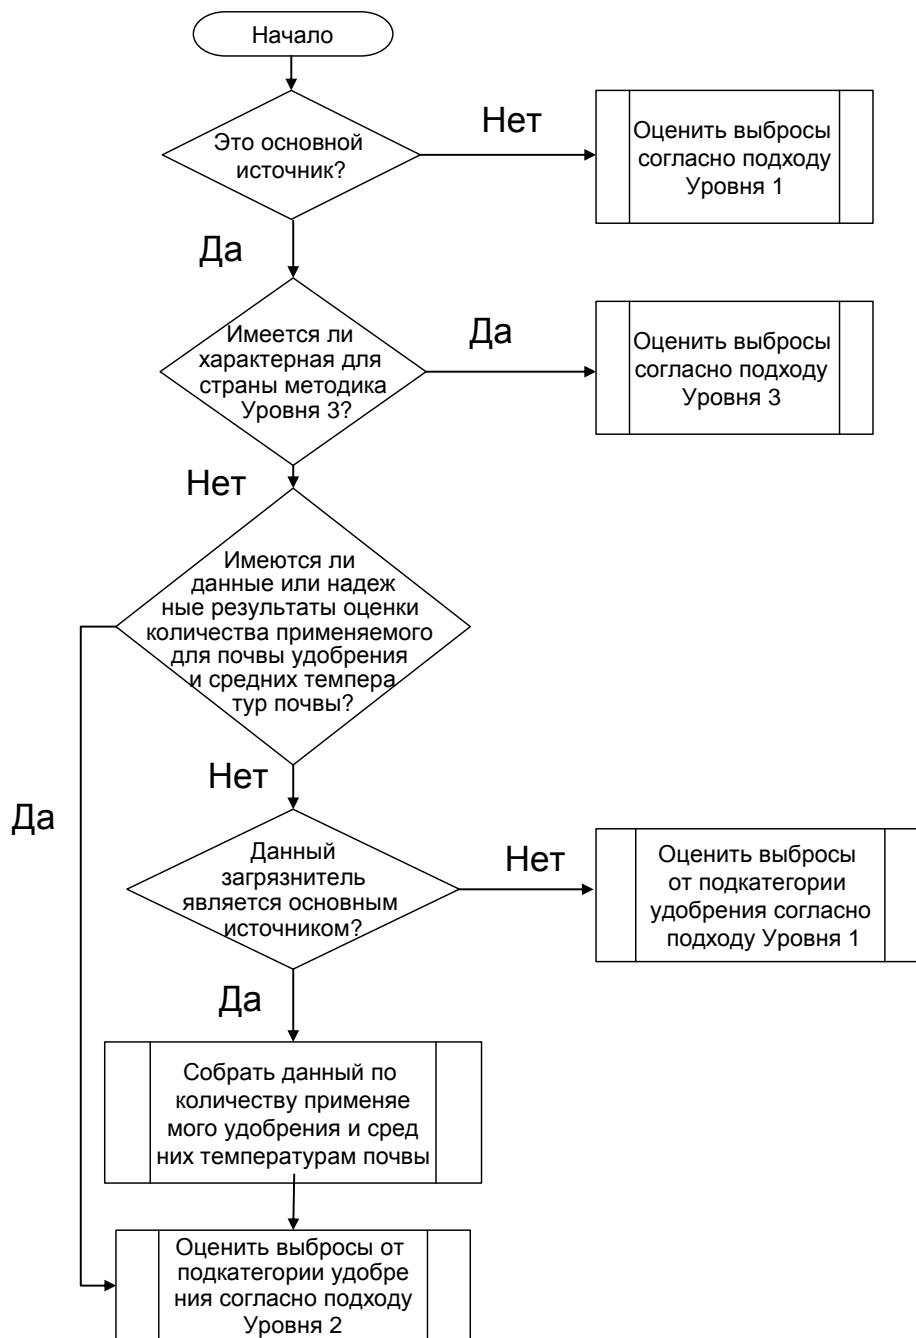 Начало
Это основной
источник?
Нет
Оценить выбросы
согласно подходу
Уровня 1
Да
Имеется ли
характерная для
страны методика
Уровня 3?
Да
Оценить выбросы
согласно подходу
Уровня 3
Нет
Имеются ли
данные или надеж
ные результаты оценки
количества применяемого
для почвы удобрения
и средних темпера
тур почвы?
Нет
Да
Данный
загрязнитель
является основным
источником?
Нет
Оценить выбросы
от подкатегории
удобрения согласно
подходу Уровня 1
Да
Собрать данный по
количеству применяе
мого удобрения и сред
них температурам почвы
Оценить выбросы от
подкатегории удобре
ния согласно подходу
Уровня 2